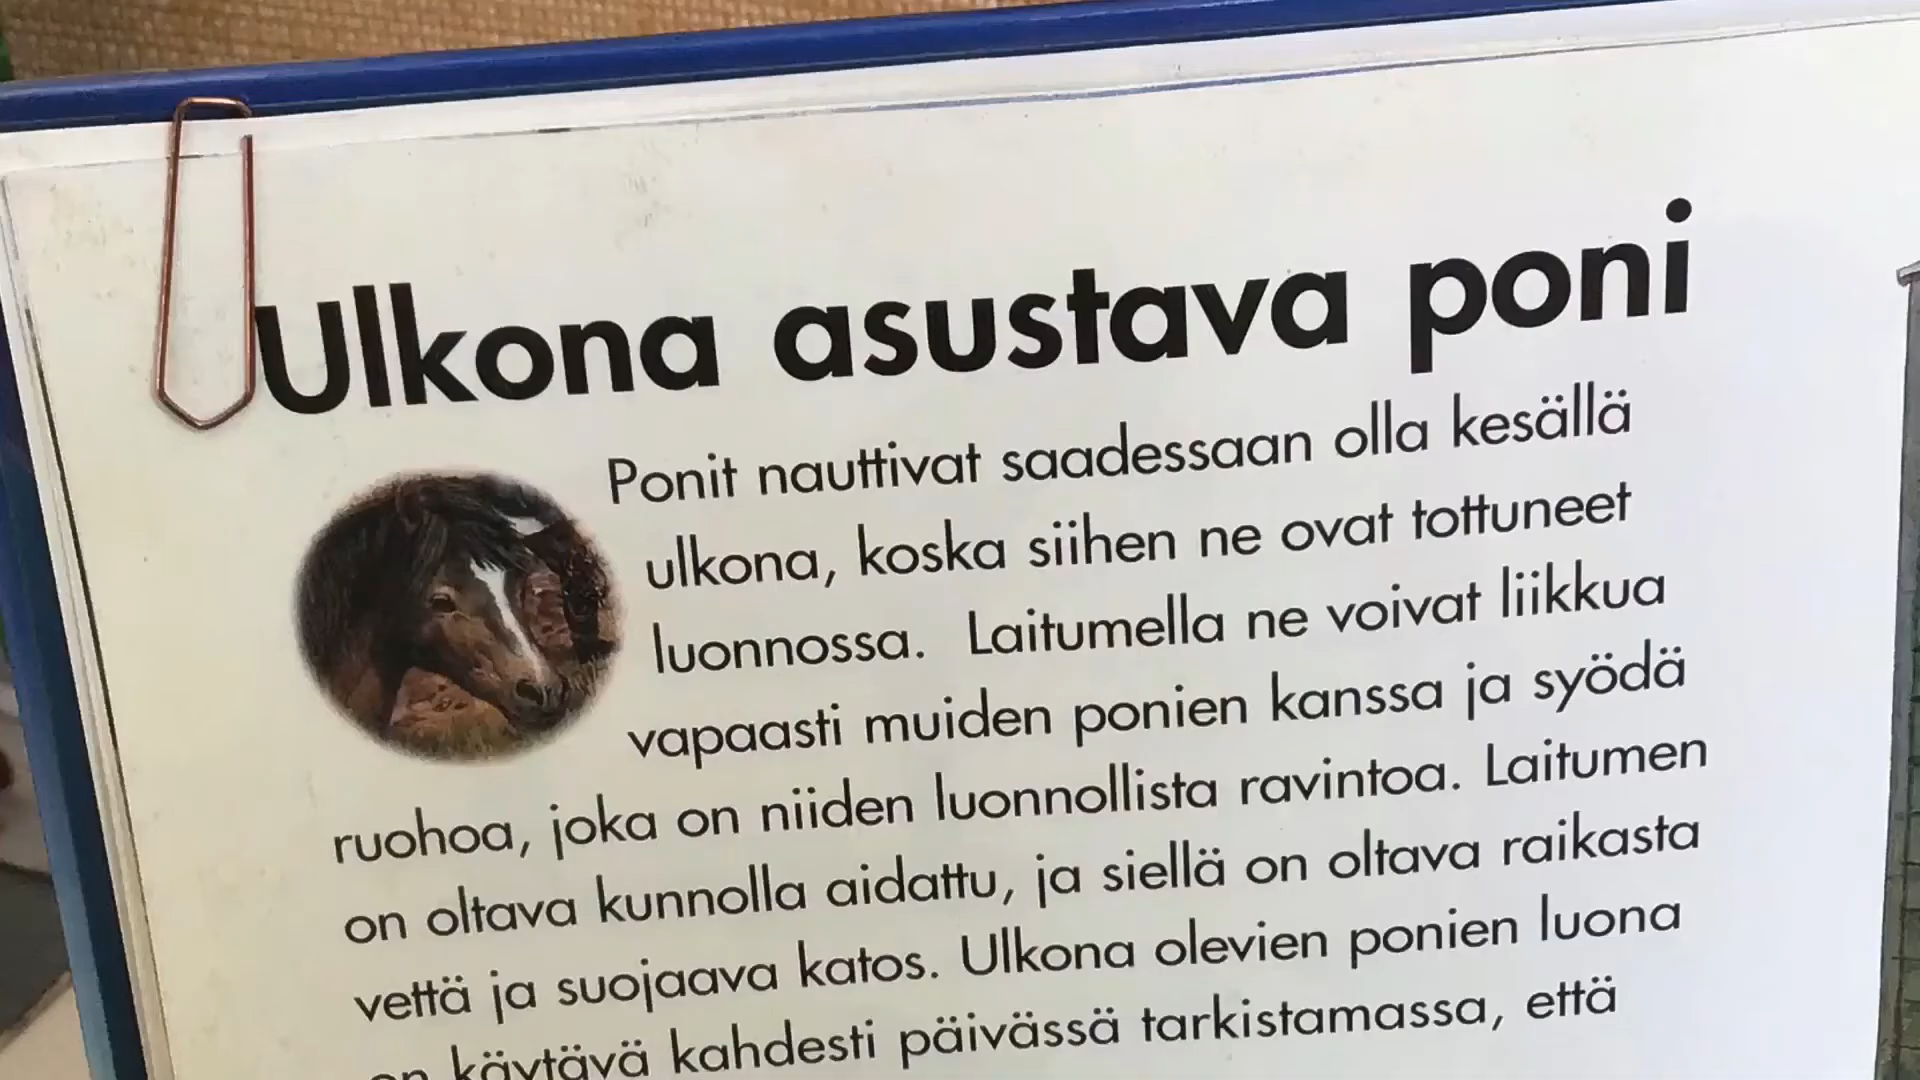 Ulkona asustava poni
Ponit nauttivat saadessaan olla kesällä
ulkona, koska siihen ne ovat tottuneet
luonnossa. Laitumella ne voivat liikkua
vapaasti muiden ponien kanssa ja syödä
ruohoa, joka on niiden luonnollista ravintoa. Laitumen
on oltava kunnolla aidattu, ja siellä on oltava raikasta
vettä ja suojaava katos. Ulkona olevien ponien luona
on käytävä kahdesti päivässä tarkistamassa, että